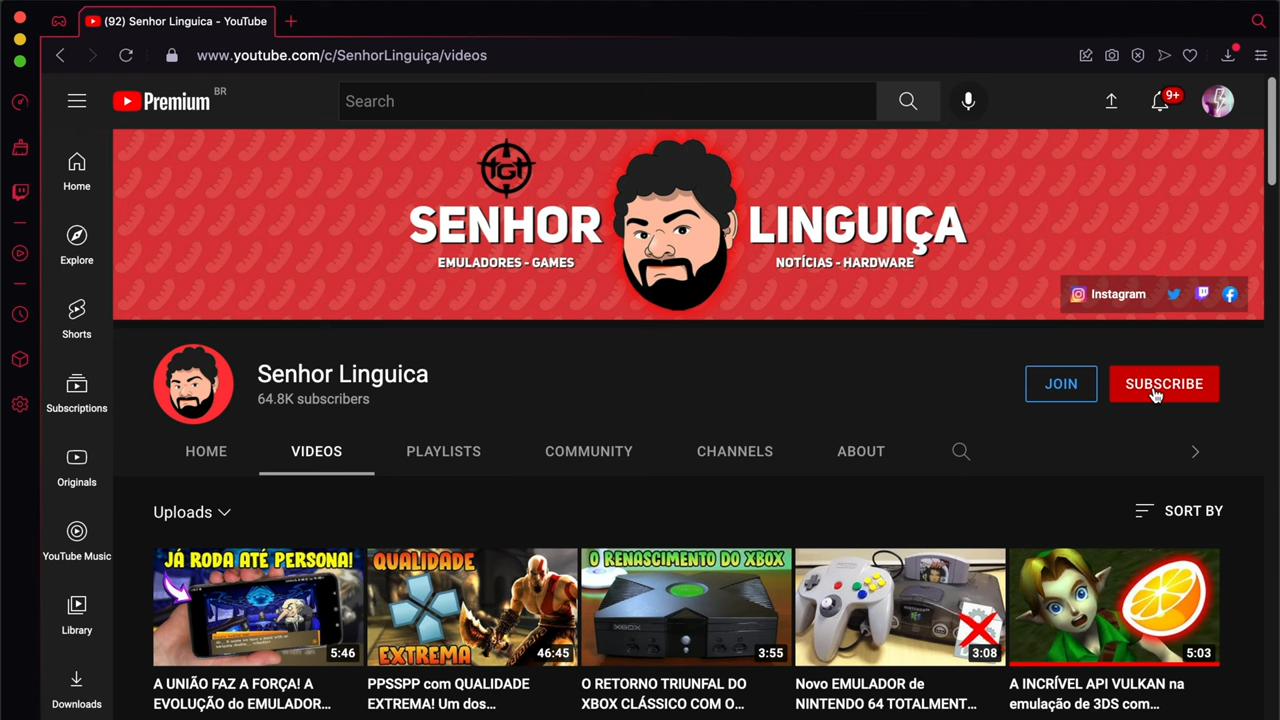 (92) Senhor Linguica - YouTube
www.youtube.com/c/SenhorLinguiça/videos
Premium BR
Search
9+
Home
Explore
Shorts
Subscriptions
Originals
YouTube Music
Library
Downloads
TGT
SENHOR LINGUIÇA
EMULADORES - GAMES NOTÍCIAS - HARDWARE
Instagram
Senhor Linguica
64.8K subscribers
JOIN SUBSCRIBE
HOME VIDEOS PLAYLISTS COMMUNITY CHANNELS ABOUT
Uploads SORT BY
JÁ RODA ATÉ PERSONA!
5:46
A UNIÃO FAZ A FORÇA! A
EVOLUÇÃO do EMULADOR...
QUALIDADE
EXTREMA
46:45
PPSSPP com QUALIDADE
EXTREMA! Um dos...
O RENASCIMENTO DO XBOX
XBOX
3:55
O RETORNO TRIUNFAL DO
XBOX CLÁSSICO COM O...
3:08
Novo EMULADOR de
NINTENDO 64 TOTALMENT...
5:03
A INCRÍVEL API VULKAN na
emulação de 3DS com...